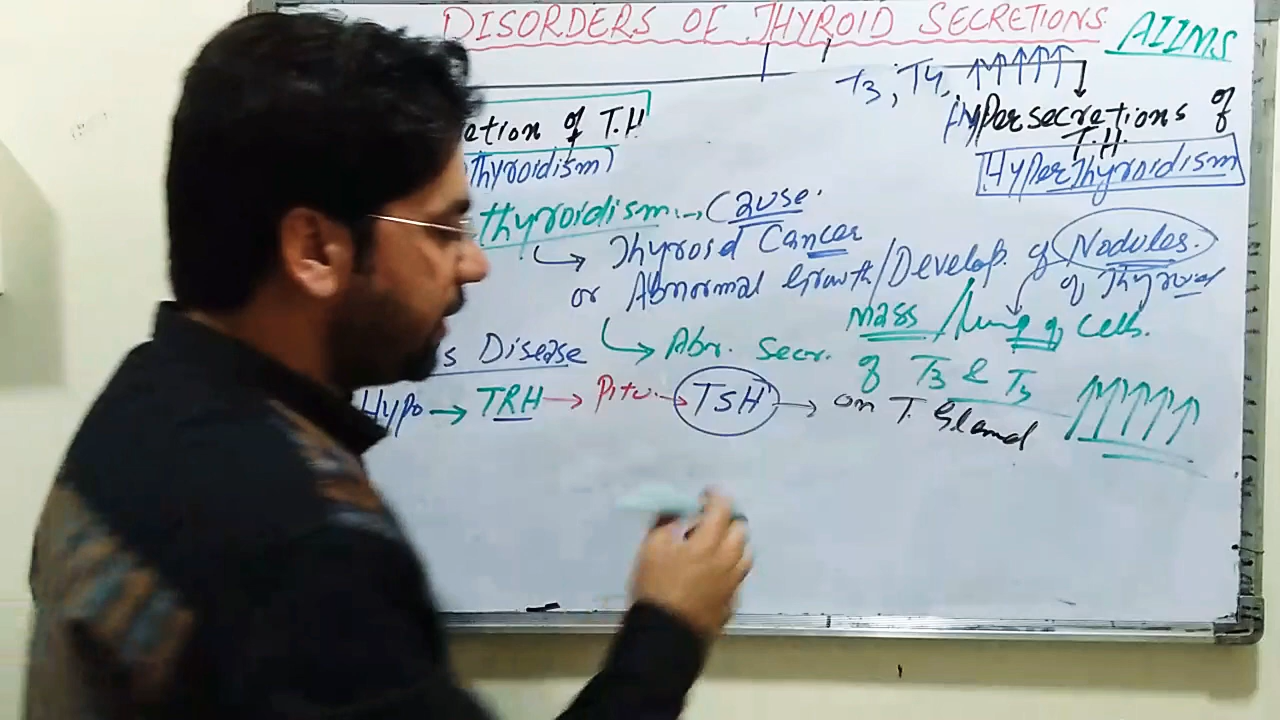 DISORDERS OF THYROID SECRETIONS
AIIMS
T3, T4, ↑↑↑↑↑
etion of T.H
Hypersecretions of
T.H.
thyroidism)
HyperThyroidism
thyroidism → Cause.
↳ Thyroid Cancer
or Abnormal Growth/Develop. of Nodules.
of Thyroid
Mass / lump of cells.
↳ Abr. Secr. of T3 & T5 ↑↑↑↑↑
s Disease
Hypo → TRH → Pitu. → TSH → on T. Gland